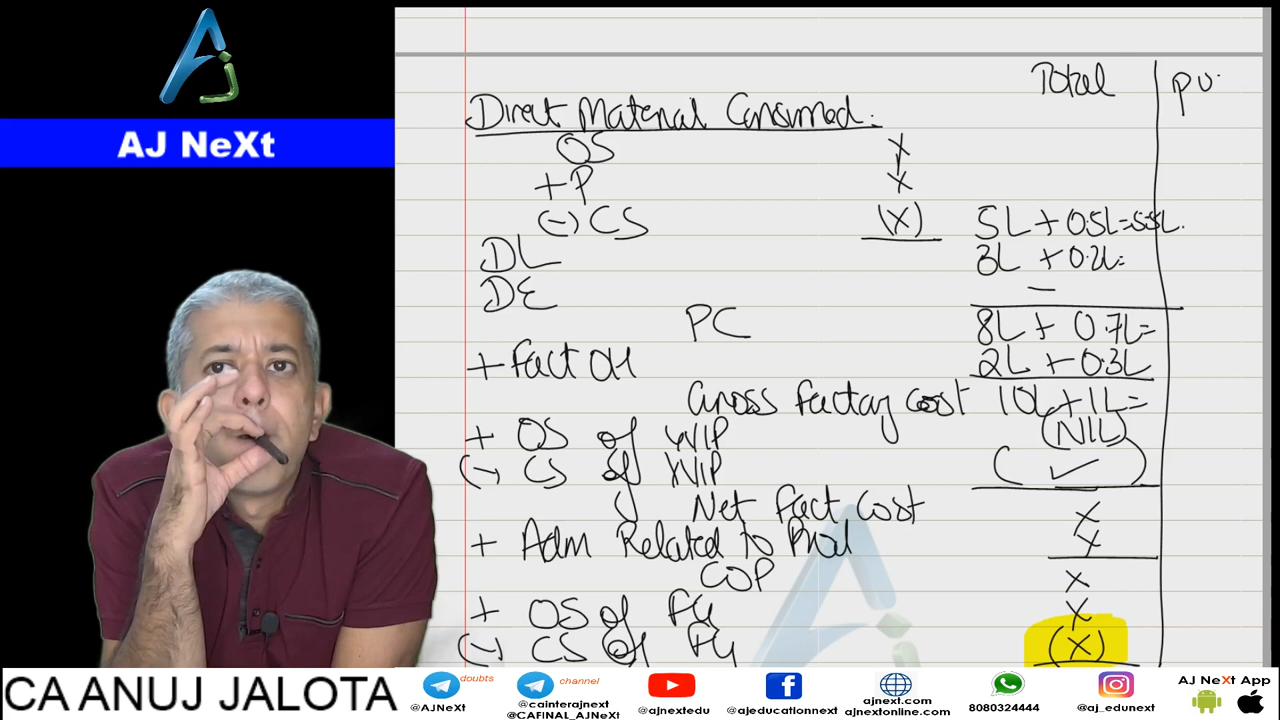 AJ
AJ NeXt
Total pu
Direct Material Consumed:
OS X
+ P X
(-) CS (X) 5L + 0.5L = 5.5L.
DL 3L + 0.2L =
DE —
PC 8L + 0.7L =
+ Fact OH 2L + 0.3L
Gross Factory Cost 10L + 1L =
+ OS of WIP (NIL)
(-) CS of WIP ( ✓ )
Net Fact Cost X
+ Adm Related to Prod X
COP X
+ OS of FG X
(-) CS of FG (X)
CA ANUJ JALOTA
doubts
@AJNeXt
channel
@cainterajnext
@CAFINAL_AJNeXt
@ajnextedu
@ajeducationnext
ajnext.com
ajnextonline.com
8080324444
@aj_edunext
AJ NeXt App